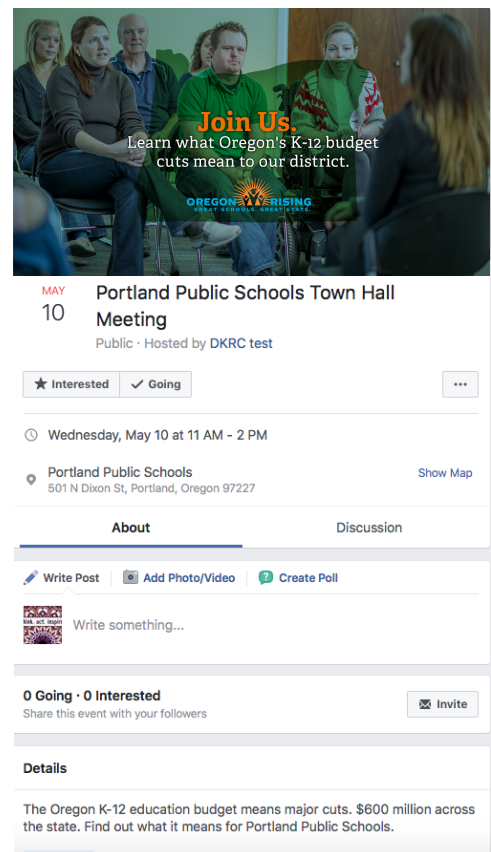 Join Us.
Learn what Oregon's K-12 budget
cuts mean to our district.
OREGON RISING
GREAT SCHOOLS. GREAT STATE.
MAY
10
Portland Public Schools Town Hall
Meeting
Public · Hosted by DKRC test
Interested Going
Wednesday, May 10 at 11 AM - 2 PM
Portland Public Schools
Show Map
501 N Dixon St, Portland, Oregon 97227
About Discussion
Write Post Add Photo/Video Create Poll
think. act. inspir
Write something...
0 Going · 0 Interested
Share this event with your followers
Invite
Details
The Oregon K-12 education budget means major cuts. $600 million across
the state. Find out what it means for Portland Public Schools.